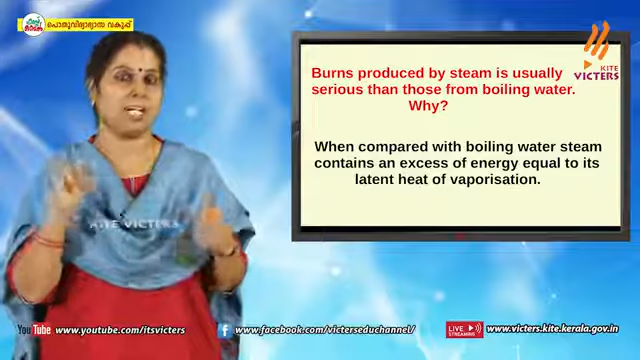 പൊതുവിദ്യാഭ്യാസ വകുപ്പ്
KITE
VICTERS
Burns produced by steam is usually
serious than those from boiling water.
Why?
When compared with boiling water steam
contains an excess of energy equal to its
latent heat of vaporisation.
KITE VICTERS
YouTube www.youtube.com/itsvicters
www.facebook.com/victerseduchannel/
LIVE STREAMING
www.victers.kite.kerala.gov.in